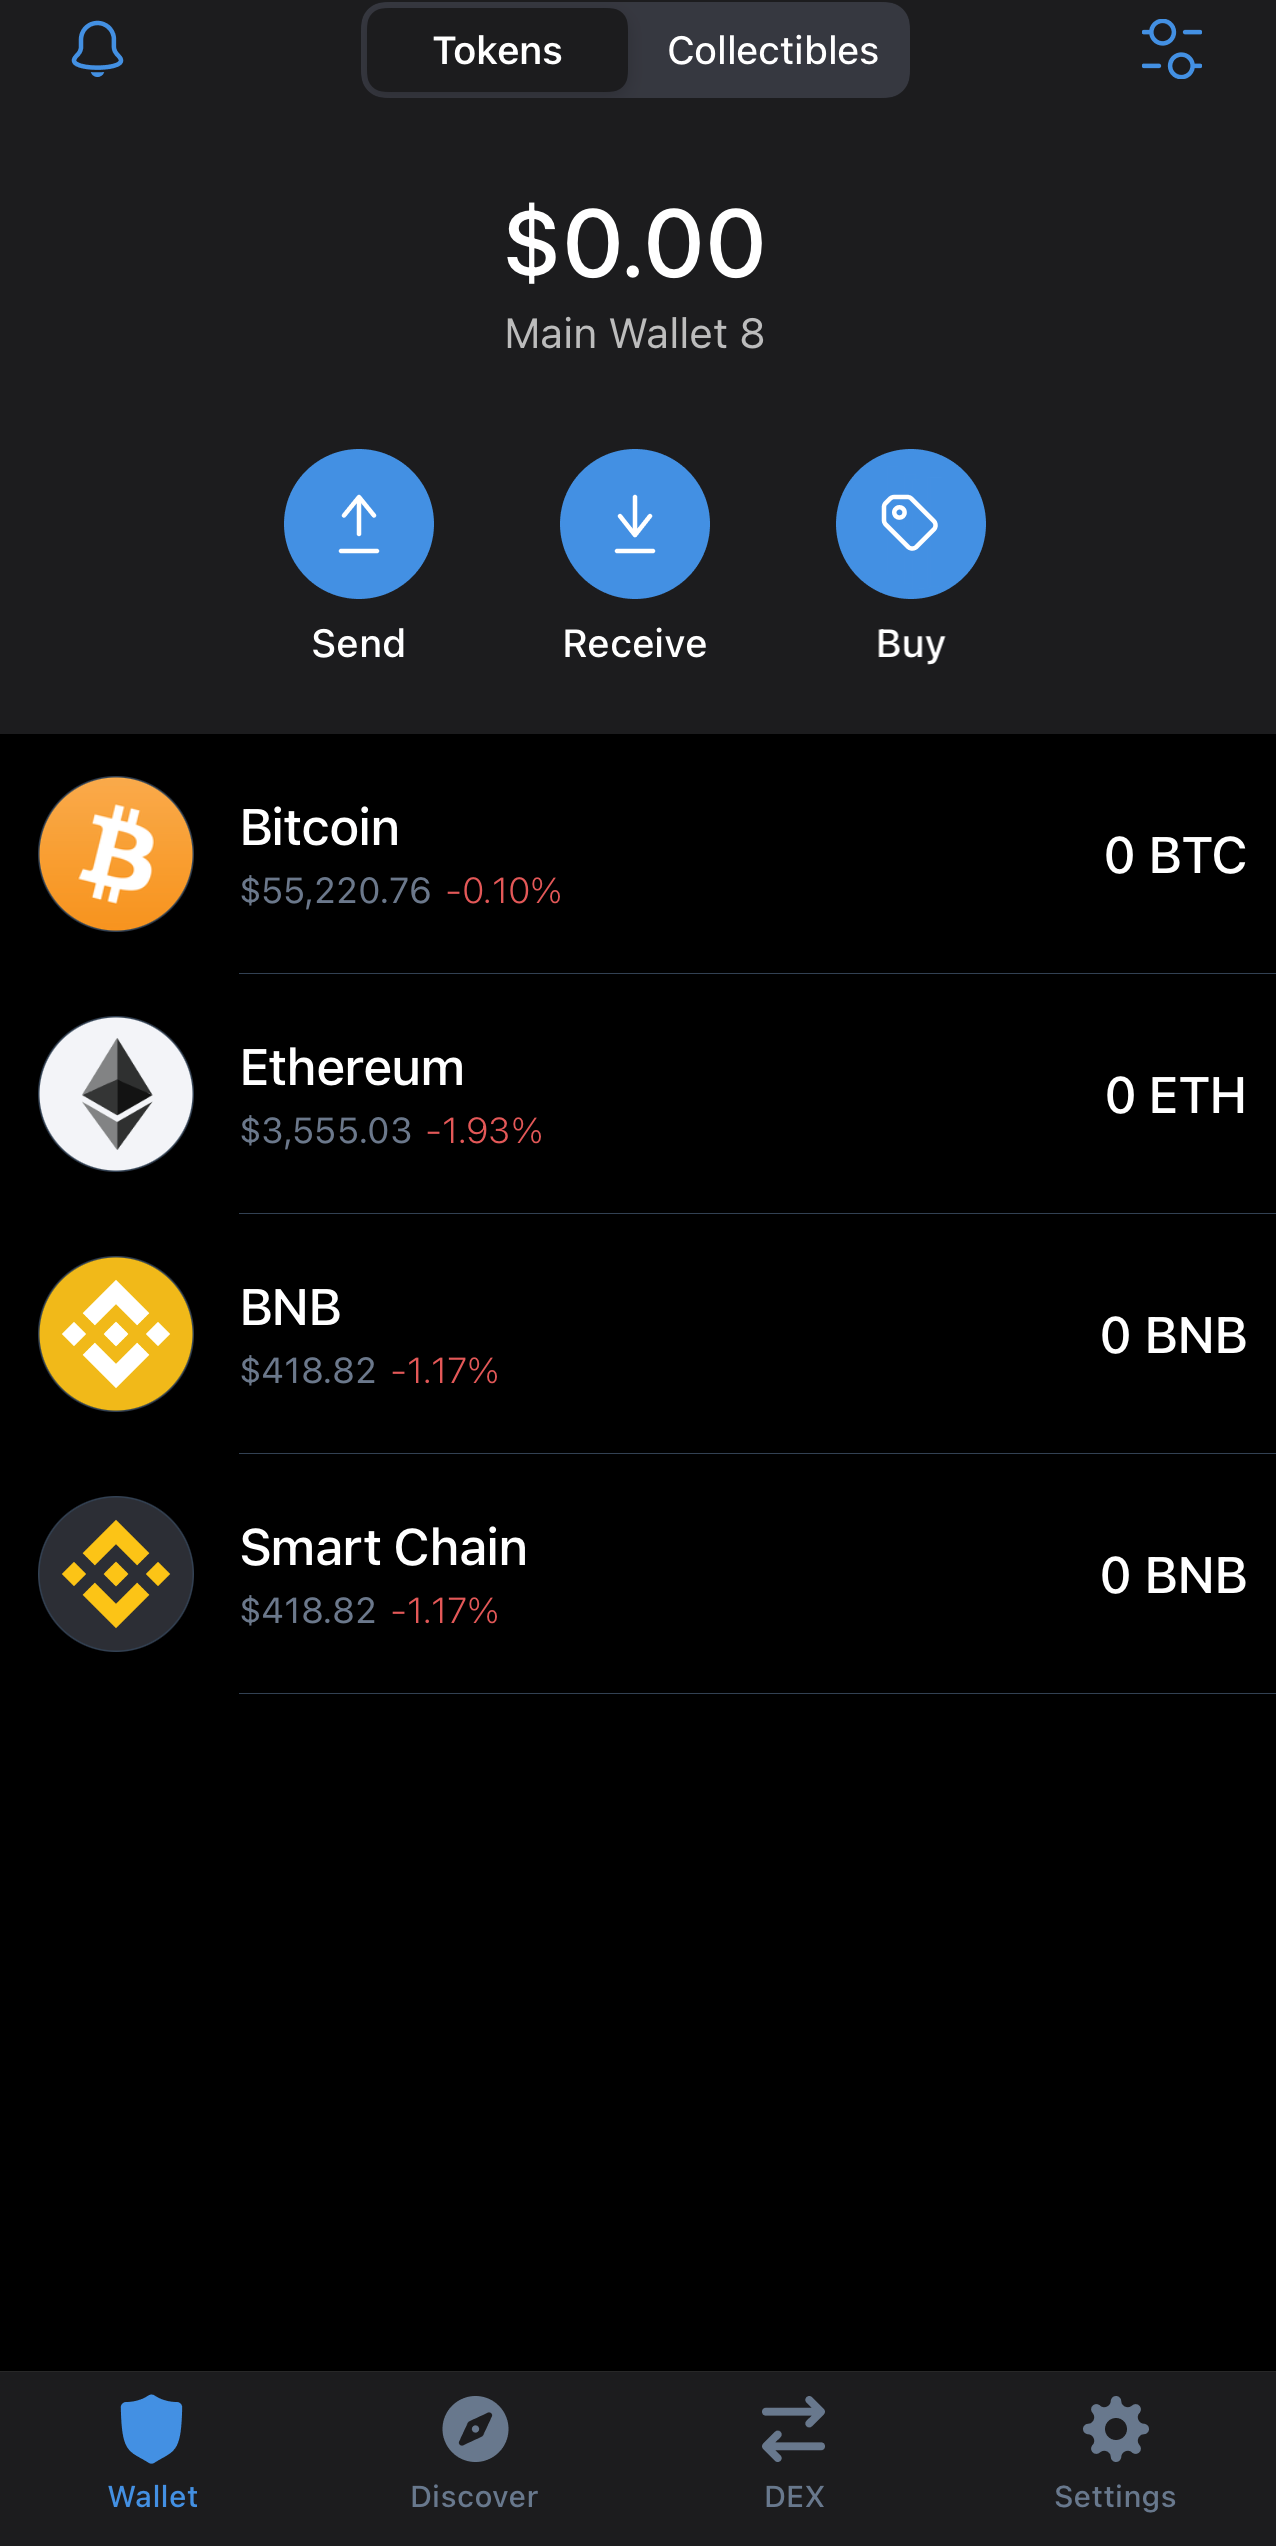 Tokens Collectibles
$0.00
Main Wallet 8
Send Receive Buy
Bitcoin
$55,220.76 -0.10%
0 BTC
Ethereum
$3,555.03 -1.93%
0 ETH
BNB
$418.82 -1.17%
0 BNB
Smart Chain
$418.82 -1.17%
0 BNB
Wallet Discover DEX Settings